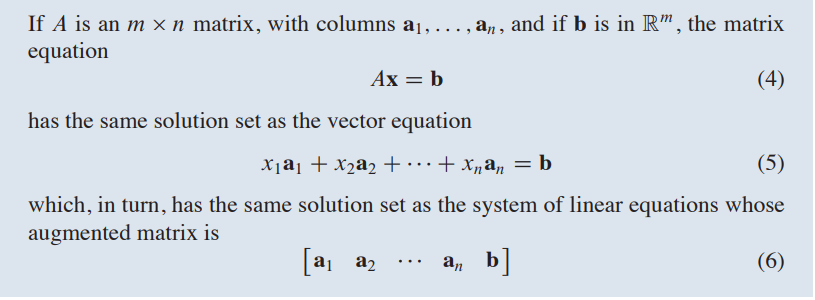 If A is an m × n matrix, with columns a₁, . . . , aₙ, and if b is in ℝᵐ, the matrix
equation
Ax = b (4)
has the same solution set as the vector equation
x₁a₁ + x₂a₂ + · · · + xₙaₙ = b (5)
which, in turn, has the same solution set as the system of linear equations whose
augmented matrix is
[a₁ a₂ · · · aₙ b] (6)